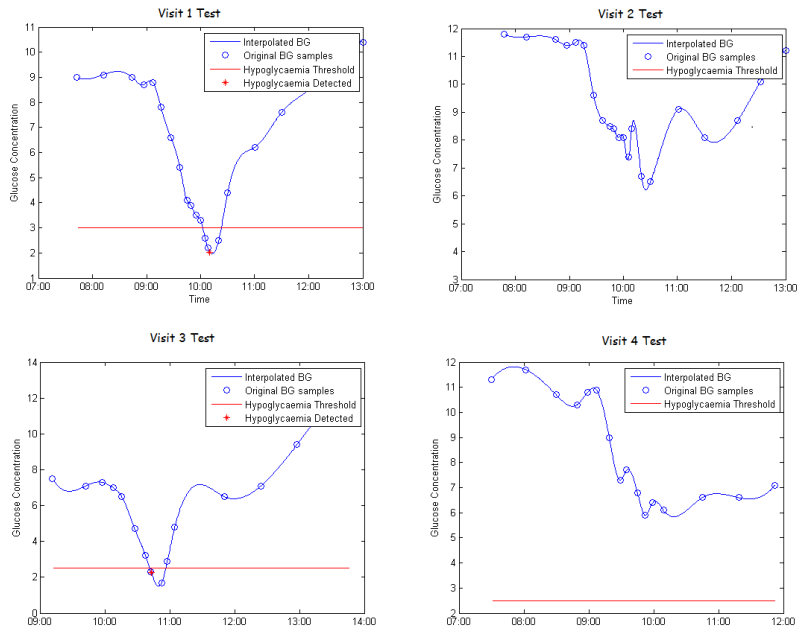 Visit 1 Test
Interpolated BG
Original BG samples
Hypoglycaemia Threshold
Hypoglycaemia Detected
Glucose Concentration
11
10
9
8
7
6
5
4
3
2
1
07:00 08:00 09:00 10:00 11:00 12:00 13:00
Time
Visit 2 Test
Interpolated BG
Original BG samples
Hypoglycaemia Threshold
Glucose Concentration
12
11
10
9
8
7
6
5
4
3
07:00 08:00 09:00 10:00 11:00 12:00 13:00
Time
Visit 3 Test
Interpolated BG
Original BG samples
Hypoglycaemia Threshold
Hypoglycaemia Detected
Glucose Concentration
14
12
10
8
6
4
2
0
09:00 10:00 11:00 12:00 13:00 14:00
Visit 4 Test
Interpolated BG
Original BG samples
Hypoglycaemia Threshold
Glucose Concentration
12
11
10
9
8
7
6
5
4
3
2
07:00 08:00 09:00 10:00 11:00 12:00